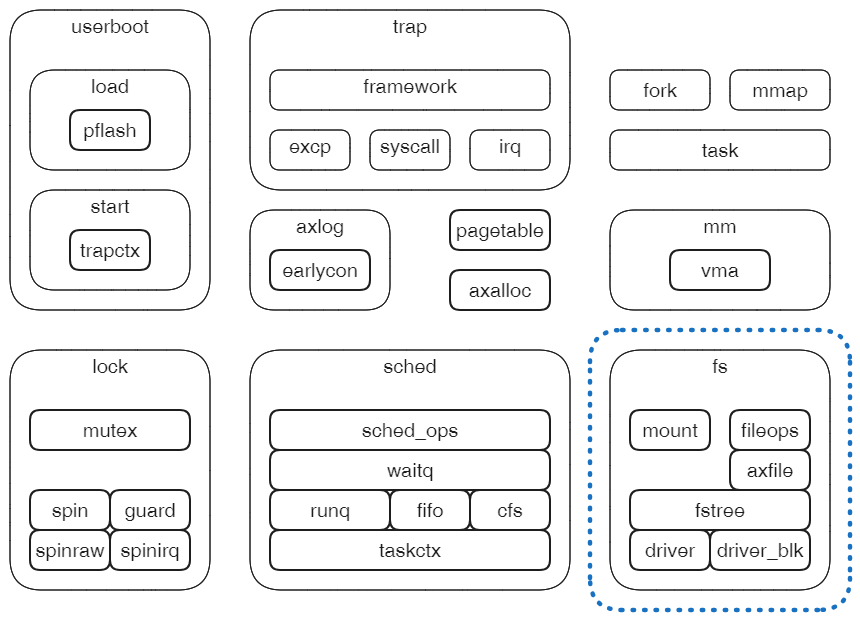 userboot
load
pflash
start
trapctx
trap
framework
excp
syscall
irq
fork
mmap
task
axlog
earlycon
pagetable
axalloc
mm
vma
lock
mutex
spin
guard
spinraw
spinirq
sched
sched_ops
waitq
runq
fifo
cfs
taskctx
fs
mount
fileops
axfile
fstree
driver
driver_blk